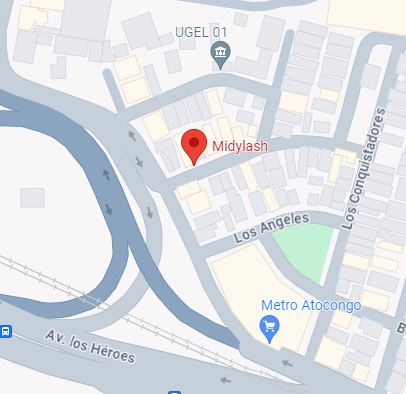 UGEL 01
Midylash
Los Conquistadores
Los Angeles
Metro Atocongo
B
Av. los Héroes